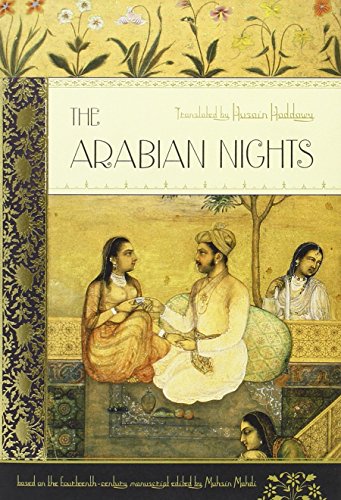 THE
Translated by Husain Haddawy
ARABIAN NIGHTS
based on the fourteenth-century manuscript edited by Muhsin Mahdi